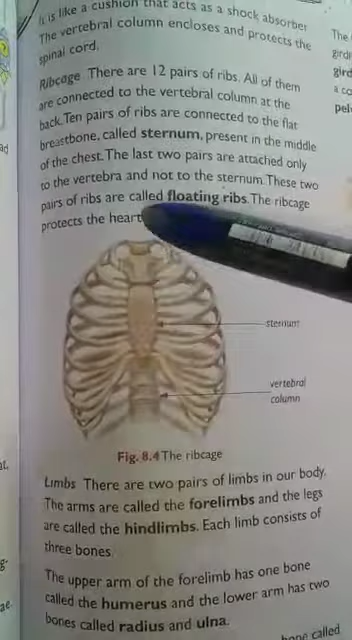 It is like a cushion that acts as a shock absorber
The vertebral column encloses and protects the
spinal cord.
Ribcage There are 12 pairs of ribs. All of them
are connected to the vertebral column at the
back. Ten pairs of ribs are connected to the flat
breastbone, called sternum, present in the middle
of the chest. The last two pairs are attached only
to the vertebra and not to the sternum. These two
pairs of ribs are called floating ribs. The ribcage
protects the heart
sternum
vertebral
column
Fig. 8.4 The ribcage
Limbs There are two pairs of limbs in our body.
The arms are called the forelimbs and the legs
are called the hindlimbs. Each limb consists of
three bones
The upper arm of the forelimb has one bone
called the humerus and the lower arm has two
bones called radius and ulna.
bone called
The